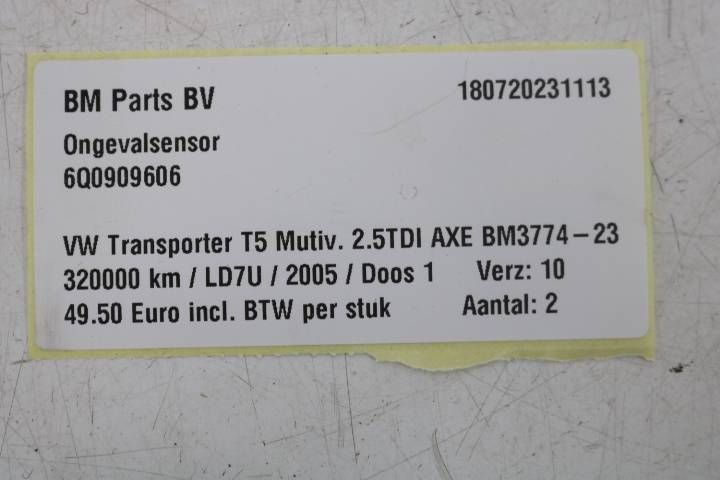 BM Parts BV 180720231113
Ongevalsensor
6Q0909606
VW Transporter T5 Mutiv. 2.5TDI AXE BM3774-23
320000 km / LD7U / 2005 / Doos 1 Verz: 10
49.50 Euro incl. BTW per stuk Aantal: 2